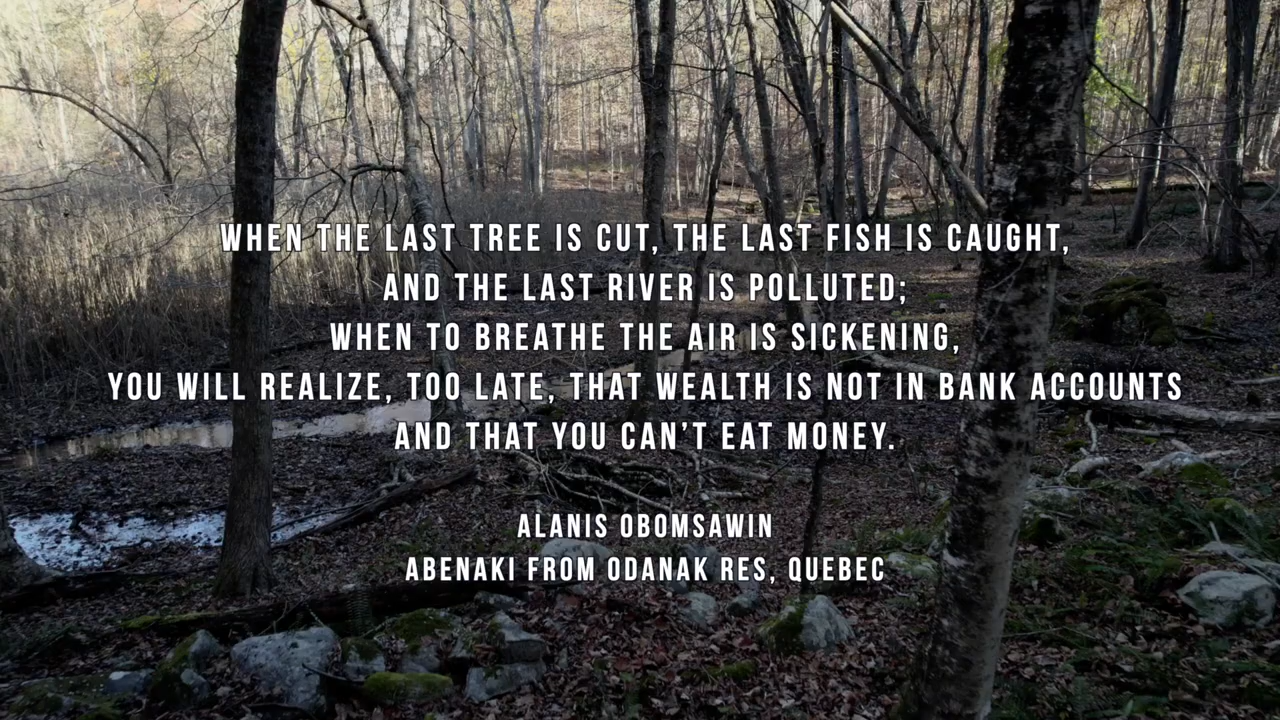 WHEN THE LAST TREE IS CUT, THE LAST FISH IS CAUGHT,
AND THE LAST RIVER IS POLLUTED;
WHEN TO BREATHE THE AIR IS SICKENING,
YOU WILL REALIZE, TOO LATE, THAT WEALTH IS NOT IN BANK ACCOUNTS
AND THAT YOU CAN'T EAT MONEY.
ALANIS OBOMSAWIN
ABENAKI FROM ODANAK RES, QUEBEC